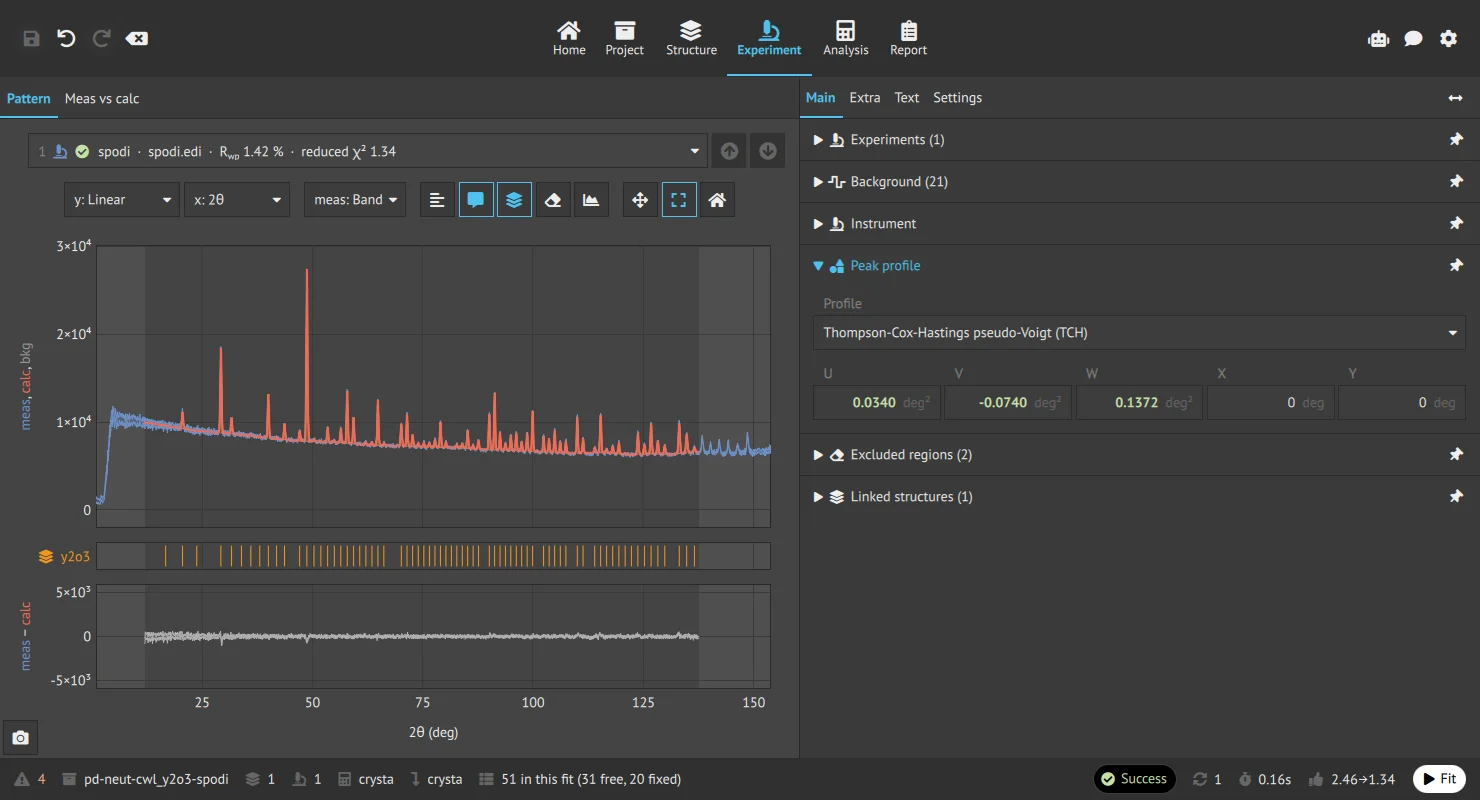 Home Project Structure Experiment Analysis Report
Pattern Meas vs calc
1 spodi · spodi.edi · Rwp 1.42 % · reduced χ² 1.34
y: Linear x: 2θ meas: Band
3×10⁴
2×10⁴
1×10⁴
0
meas, calc, bkg
y2o3
5×10³
0
-5×10³
meas − calc
25 50 75 100 125 150
2θ (deg)
Main Extra Text Settings
Experiments (1)
Background (21)
Instrument
Peak profile
Profile
Thompson-Cox-Hastings pseudo-Voigt (TCH)
U V W X Y
0.0340 deg² -0.0740 deg² 0.1372 deg² 0 deg 0 deg
Excluded regions (2)
Linked structures (1)
4 pd-neut-cwl_y2o3-spodi 1 1 crysta crysta 51 in this fit (31 free, 20 fixed) Success 1 0.16s 2.46→1.34 Fit